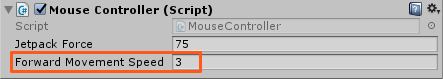 Mouse Controller (Script)
Script MouseController
Jetpack Force 75
Forward Movement Speed 3